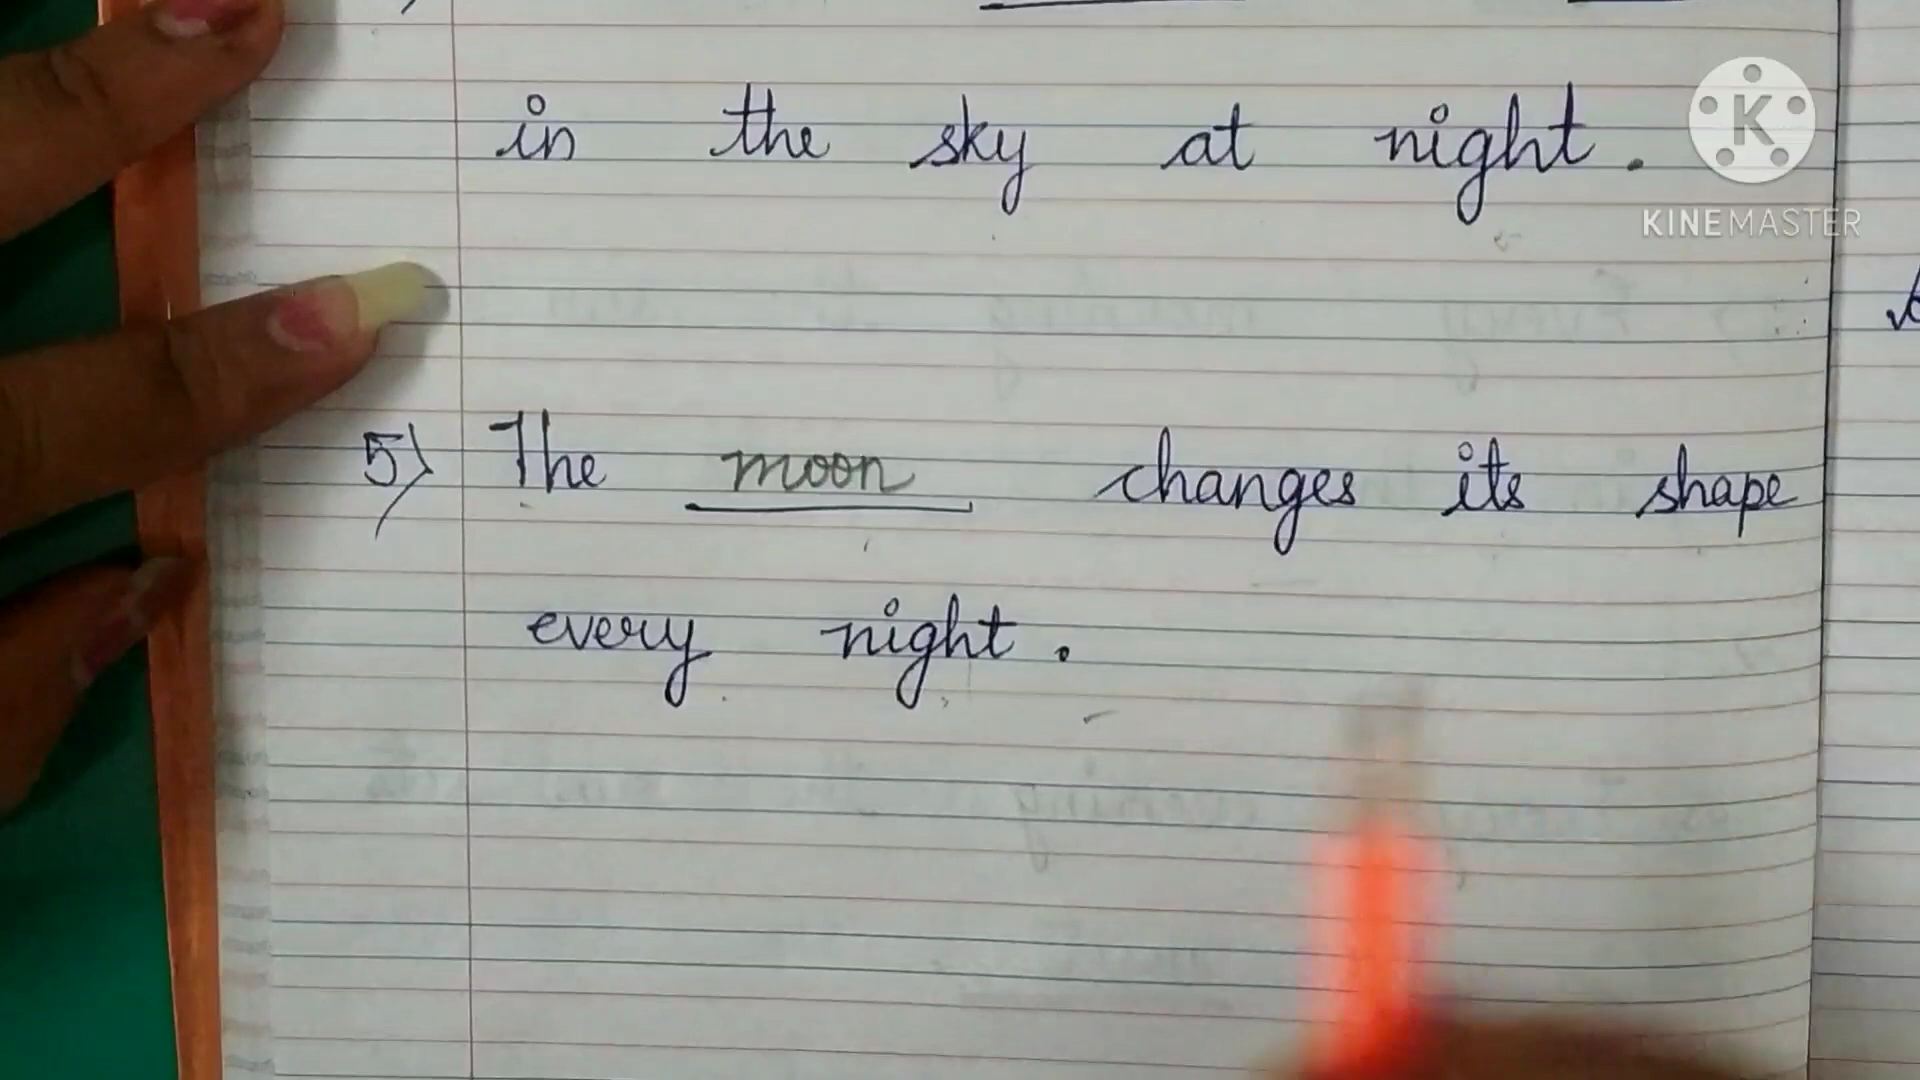 in the sky at night.
KINEMASTER
5) The moon changes its shape
every night.